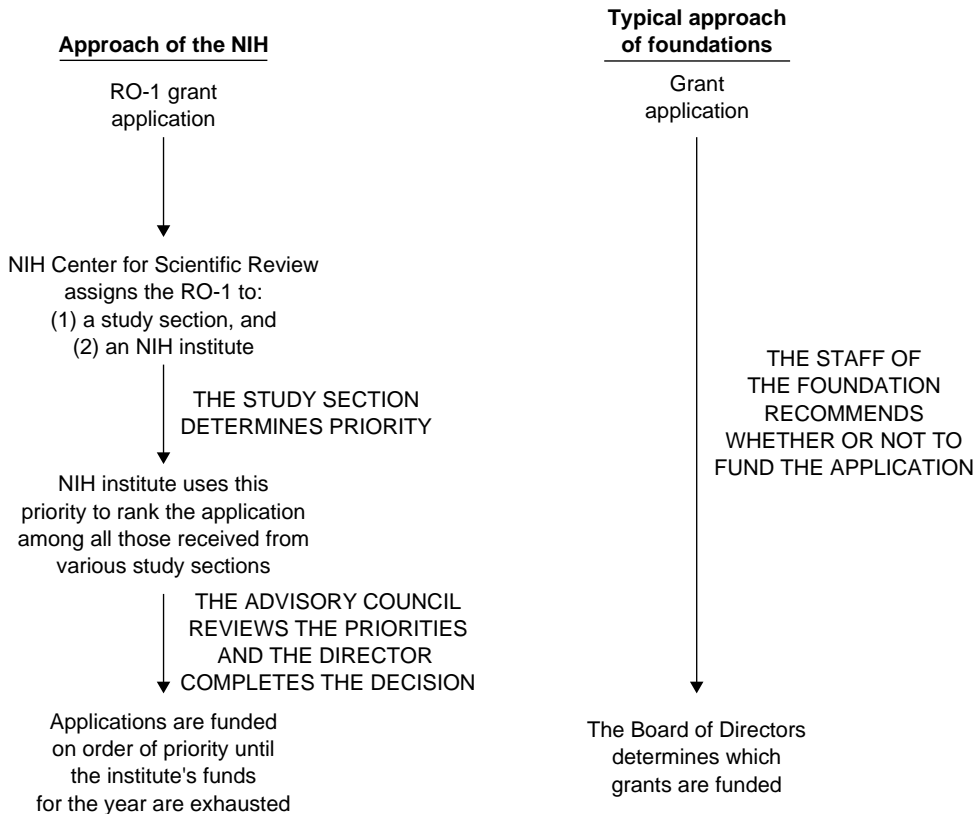 Approach of the NIH
RO-1 grant
application
NIH Center for Scientific Review
assigns the RO-1 to:
(1) a study section, and
(2) an NIH institute
THE STUDY SECTION
DETERMINES PRIORITY
NIH institute uses this
priority to rank the application
among all those received from
various study sections
THE ADVISORY COUNCIL
REVIEWS THE PRIORITIES
AND THE DIRECTOR
COMPLETES THE DECISION
Applications are funded
on order of priority until
the institute's funds
for the year are exhausted
Typical approach
of foundations
Grant
application
THE STAFF OF
THE FOUNDATION
RECOMMENDS
WHETHER OR NOT TO
FUND THE APPLICATION
The Board of Directors
determines which
grants are funded